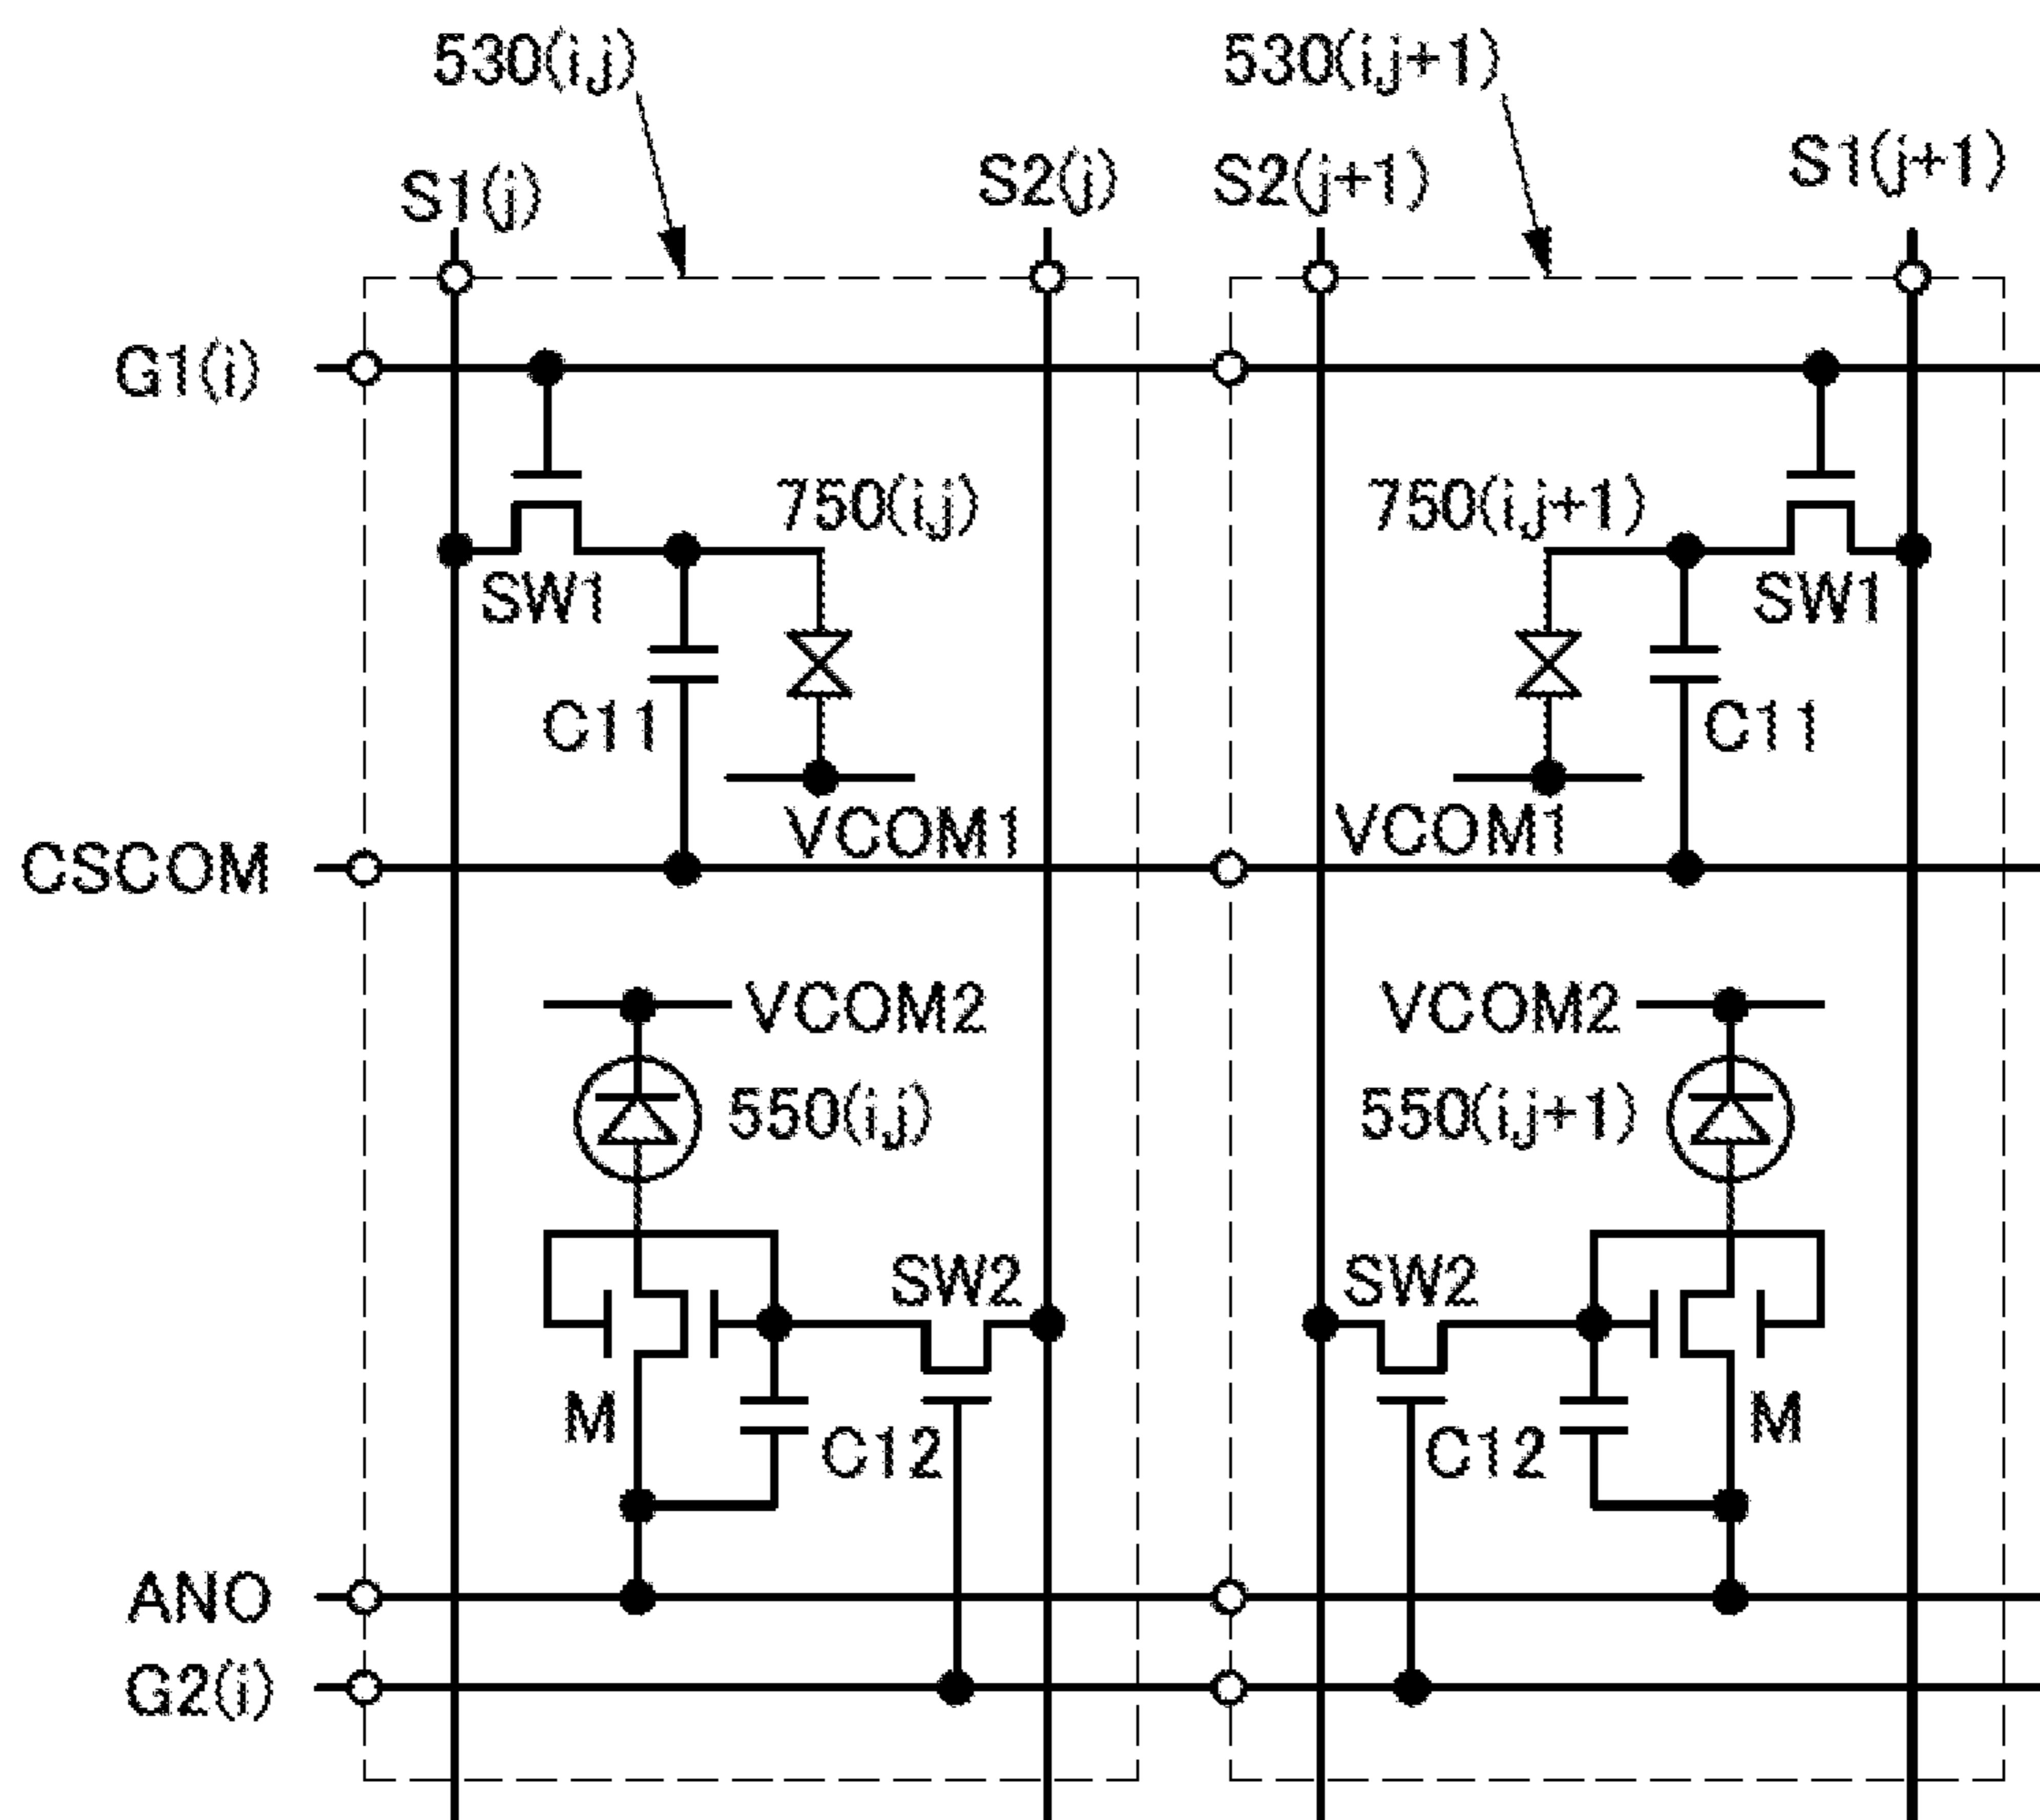 530(i,j)
530(i,j+1)
S1(j)
S2(j)
S2(j+1)
S1(j+1)
G1(i)
750(i,j)
750(i,j+1)
SW1
SW1
C11
C11
VCOM1
VCOM1
CSCOM
VCOM2
VCOM2
550(i,j)
550(i,j+1)
SW2
SW2
M
C12
C12
M
ANO
G2(i)